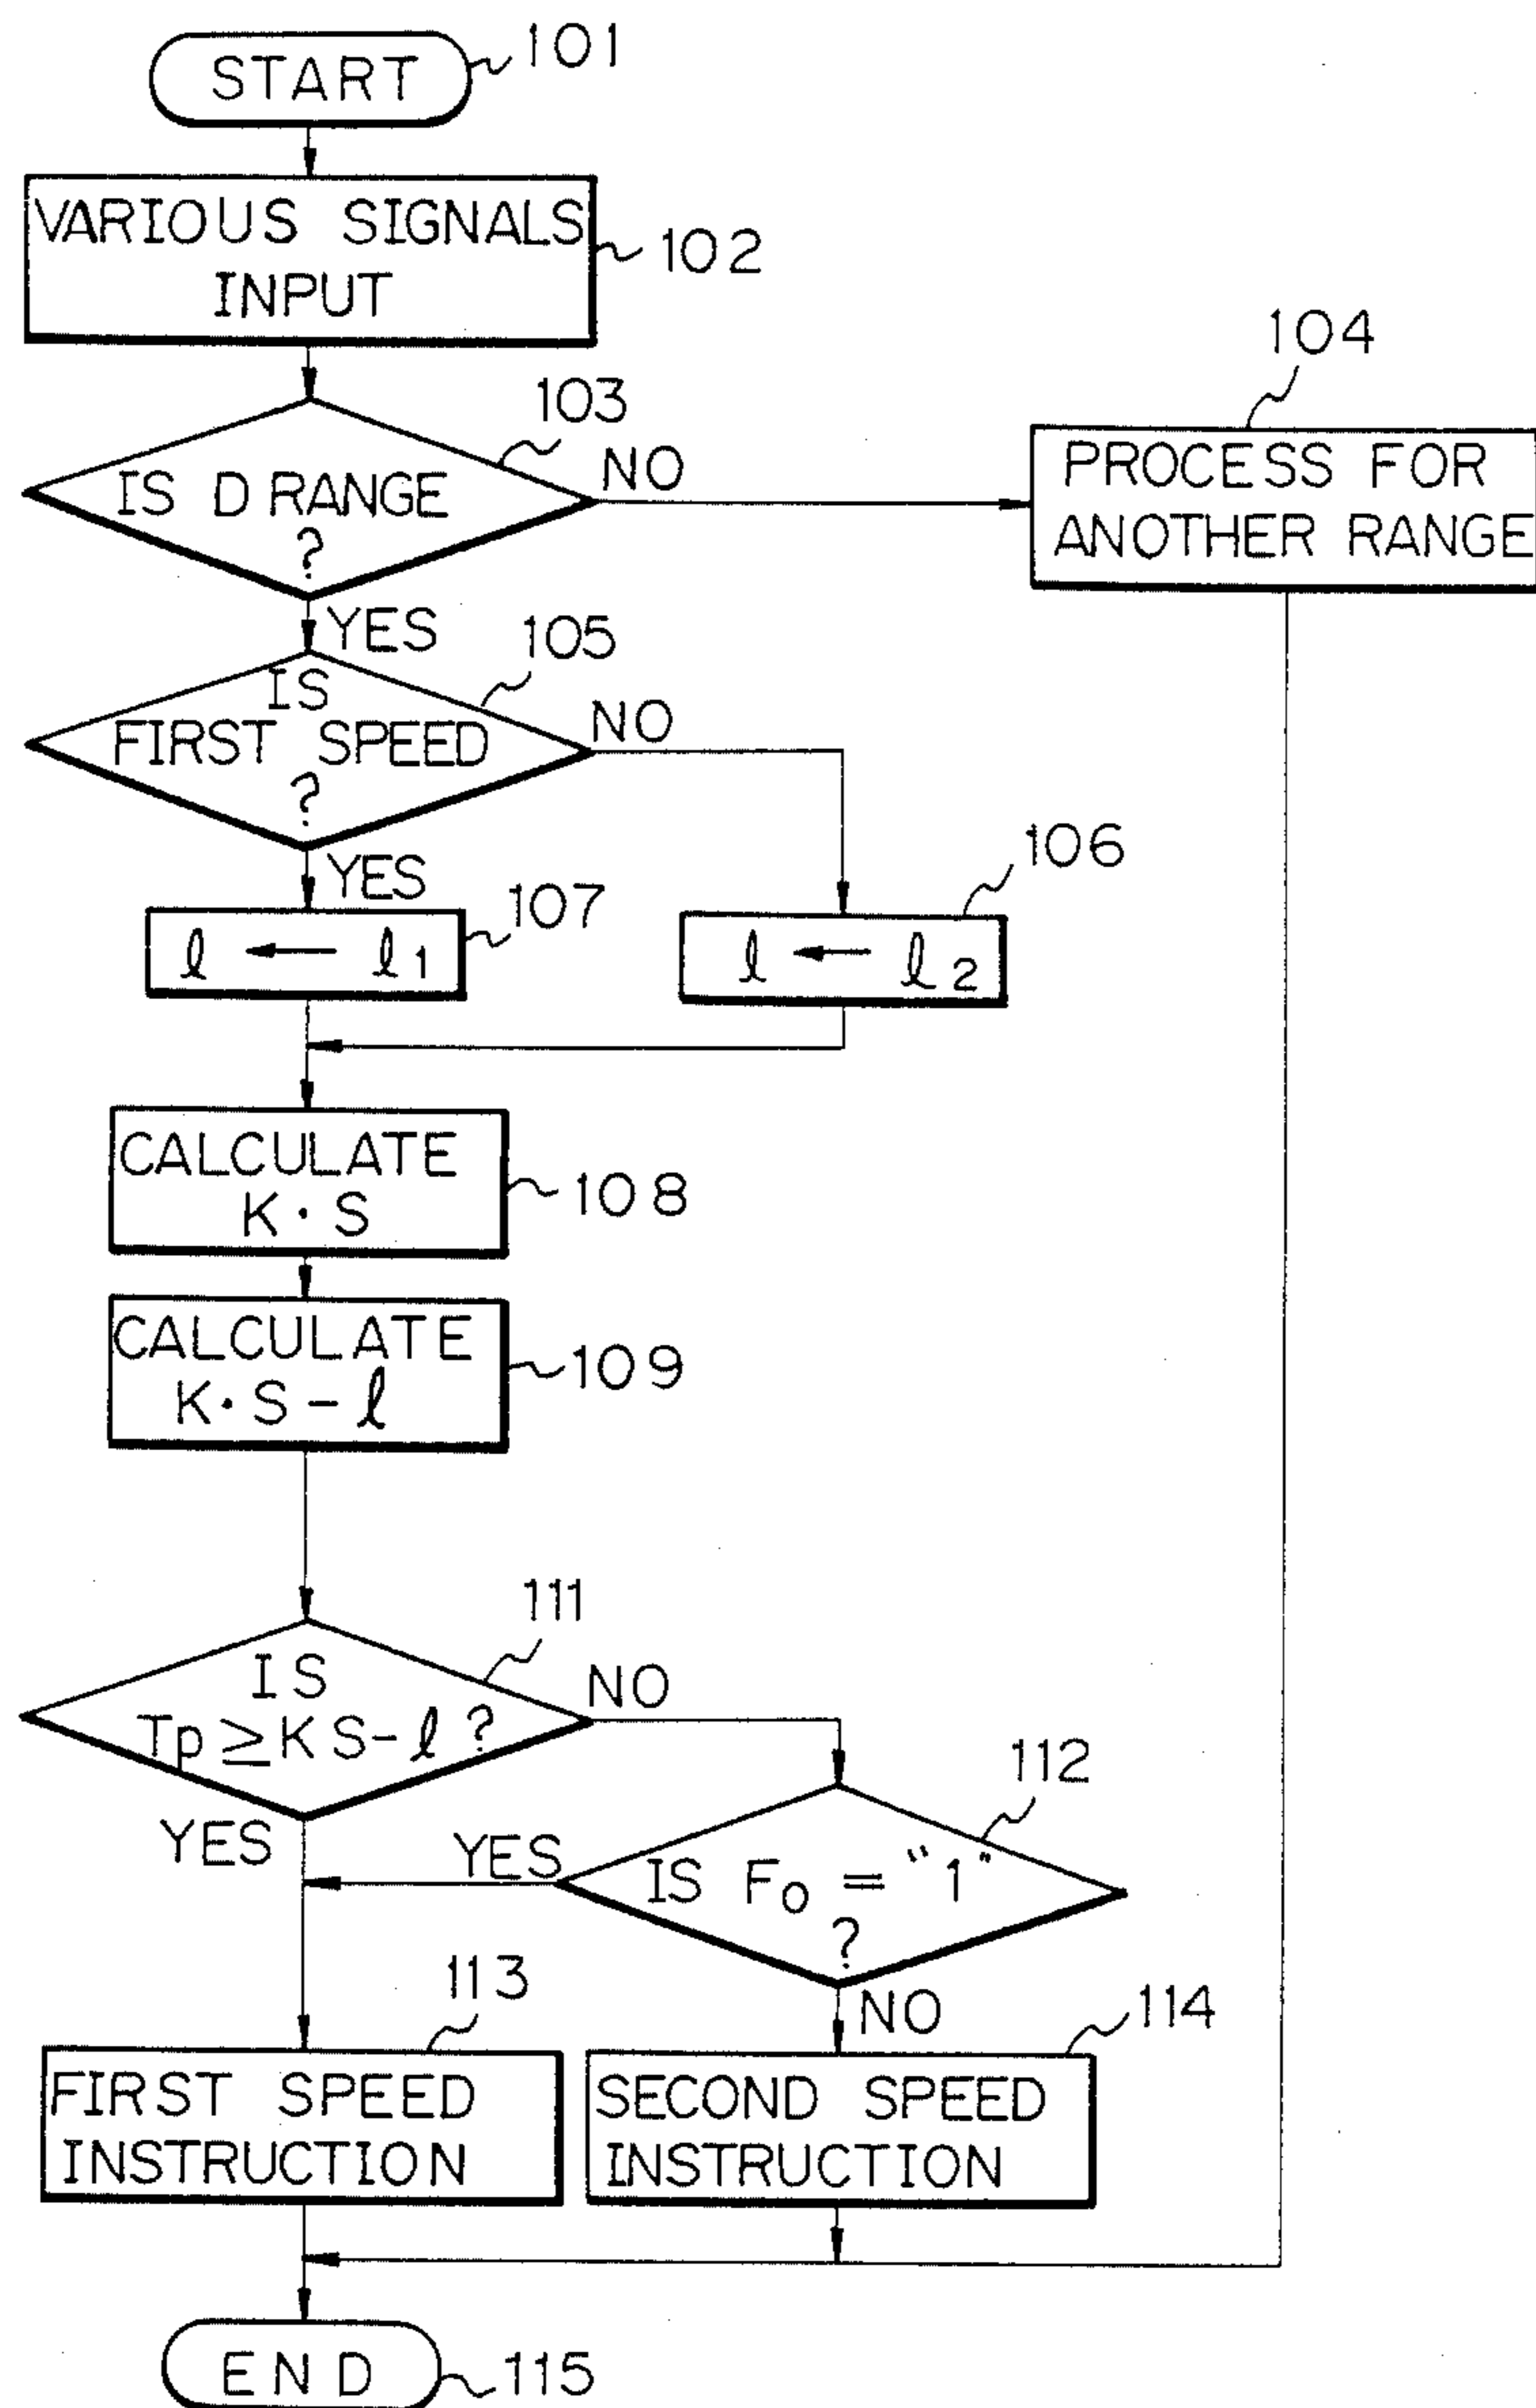 START
101
VARIOUS SIGNALS
INPUT
102
103
IS D RANGE
?
NO
104
PROCESS FOR
ANOTHER RANGE
YES
105
IS
FIRST SPEED
?
NO
YES
107
ℓ ← ℓ1
106
ℓ ← ℓ2
CALCULATE
K·S
108
CALCULATE
K·S-ℓ
109
111
IS
Tp≥KS-ℓ?
NO
YES
112
IS Fo = "1"
?
YES
NO
113
FIRST SPEED
INSTRUCTION
114
SECOND SPEED
INSTRUCTION
END
115